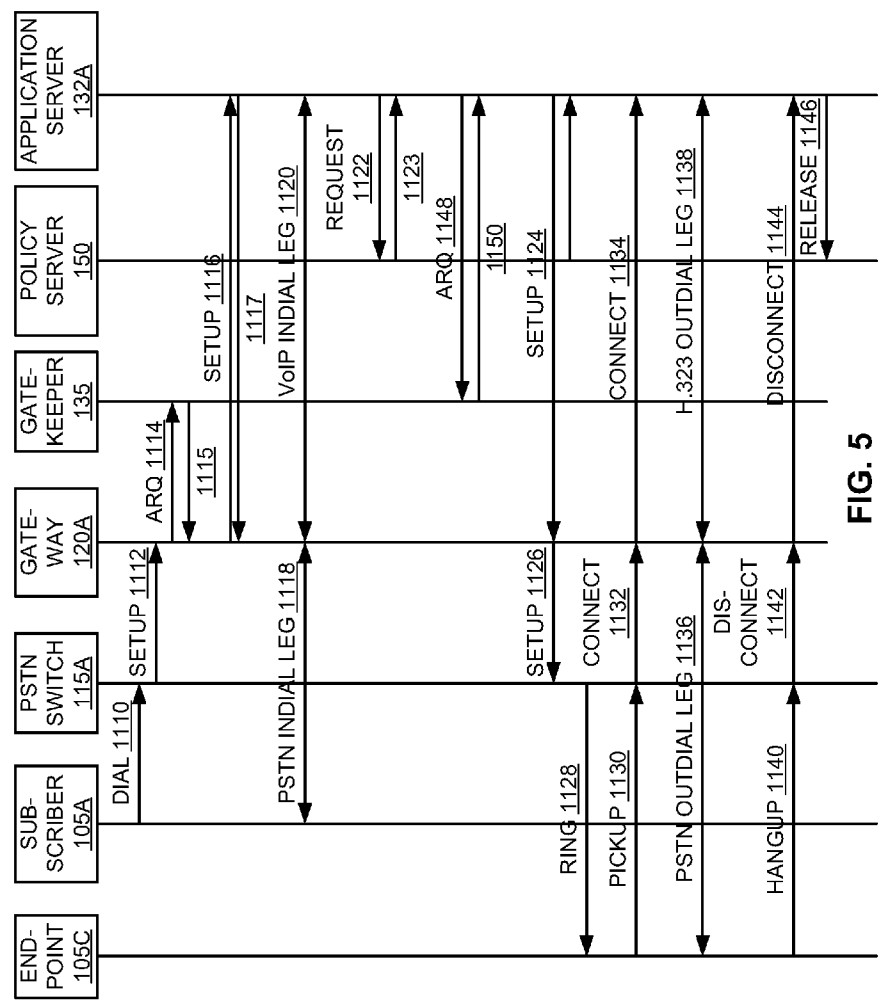 END-
POINT
105C
SUB-
SCRIBER
105A
PSTN
SWITCH
115A
GATE-
WAY
120A
GATE-
KEEPER
135
POLICY
SERVER
150
APPLICATION
SERVER
132A
DIAL 1110
SETUP 1112
ARQ 1114
1115
SETUP 1116
1117
PSTN INDIAL LEG 1118
VoIP INDIAL LEG 1120
REQUEST
1122
1123
ARQ 1148
1150
SETUP 1124
SETUP 1126
RING 1128
PICKUP 1130
CONNECT
1132
CONNECT 1134
PSTN OUTDIAL LEG 1136
H.323 OUTDIAL LEG 1138
HANGUP 1140
DIS-
CONNECT
1142
DISCONNECT 1144
RELEASE 1146
FIG. 5